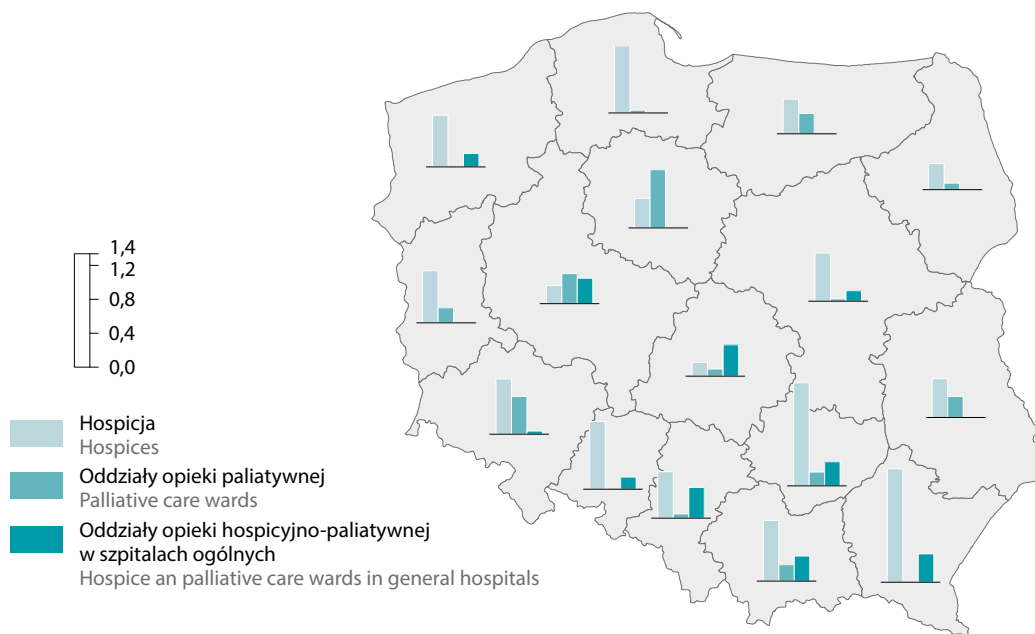 1,4
1,2
0,8
0,4
0,0
Hospicja
Hospices
Oddziały opieki paliatywnej
Palliative care wards
Oddziały opieki hospicyjno-paliatywnej
w szpitalach ogólnych
Hospice an palliative care wards in general hospitals